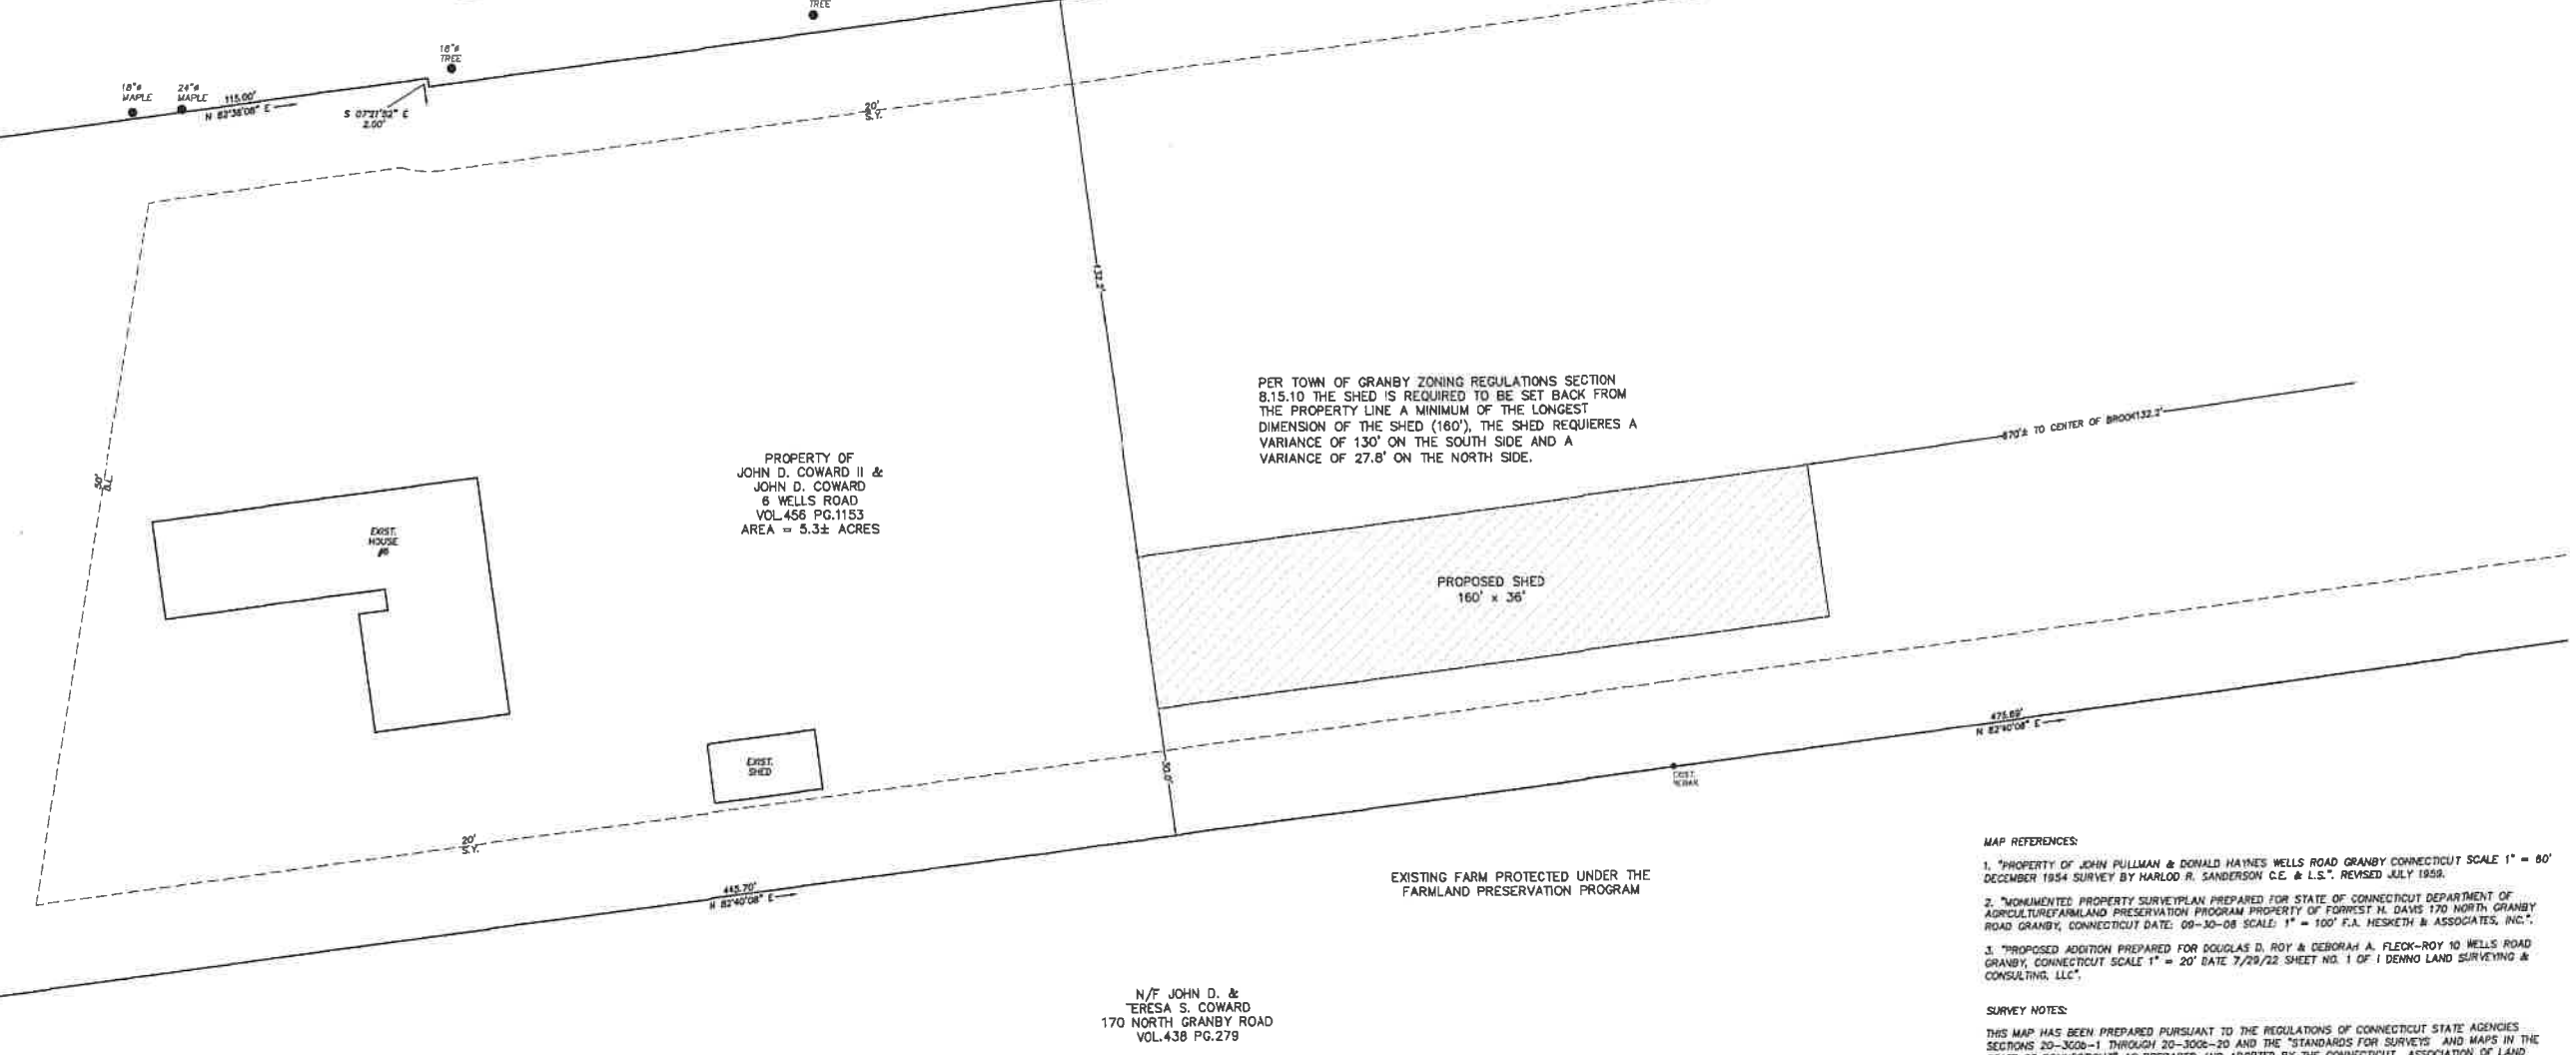 TREE
18"ø
TREE
18"ø
MAPLE
24"ø
MAPLE
115.00'
N 82°38'08" E
S 07°21'52" E
2.00'
20'
S.Y.
132.2'
50'
B.L.
PER TOWN OF GRANBY ZONING REGULATIONS SECTION
8.15.10 THE SHED IS REQUIRED TO BE SET BACK FROM
THE PROPERTY LINE A MINIMUM OF THE LONGEST
DIMENSION OF THE SHED (160'), THE SHED REQUIERES A
VARIANCE OF 130' ON THE SOUTH SIDE AND A
VARIANCE OF 27.8' ON THE NORTH SIDE.
670'± TO CENTER OF BROOK132.2'
PROPERTY OF
JOHN D. COWARD II &
JOHN D. COWARD
6 WELLS ROAD
VOL.456 PG.1153
AREA = 5.3± ACRES
EXIST.
HOUSE
#6
PROPOSED SHED
160' x 36'
EXIST.
SHED
30.0'
475.69'
N 82°40'08" E
EXIST.
REBAR
20'
S.Y.
445.70'
N 82°40'08" E
EXISTING FARM PROTECTED UNDER THE
FARMLAND PRESERVATION PROGRAM
N/F JOHN D. &
TERESA S. COWARD
170 NORTH GRANBY ROAD
VOL.438 PG.279
MAP REFERENCES:
1. "PROPERTY OF JOHN PULLMAN & DONALD HAYNES WELLS ROAD GRANBY CONNECTICUT SCALE 1" = 60'
DECEMBER 1954 SURVEY BY HARLOD R. SANDERSON C.E. & L.S.". REVISED JULY 1959.
2. "MONUMENTED PROPERTY SURVEYPLAN PREPARED FOR STATE OF CONNECTICUT DEPARTMENT OF
AGRICULTUREFARMLAND PRESERVATION PROGRAM PROPERTY OF FORREST H. DAVIS 170 NORTH GRANBY
ROAD GRANBY, CONNECTICUT DATE: 09-30-08 SCALE: 1" = 100' F.A. HESKETH & ASSOCIATES, INC.".
3. "PROPOSED ADDITION PREPARED FOR DOUGLAS D. ROY & DEBORAH A. FLECK-ROY 10 WELLS ROAD
GRANBY, CONNECTICUT SCALE 1" = 20' DATE 7/29/22 SHEET NO. 1 OF 1 DENNO LAND SURVEYING &
CONSULTING, LLC".
SURVEY NOTES:
THIS MAP HAS BEEN PREPARED PURSUANT TO THE REGULATIONS OF CONNECTICUT STATE AGENCIES
SECTIONS 20-300b-1 THROUGH 20-300b-20 AND THE "STANDARDS FOR SURVEYS AND MAPS IN THE